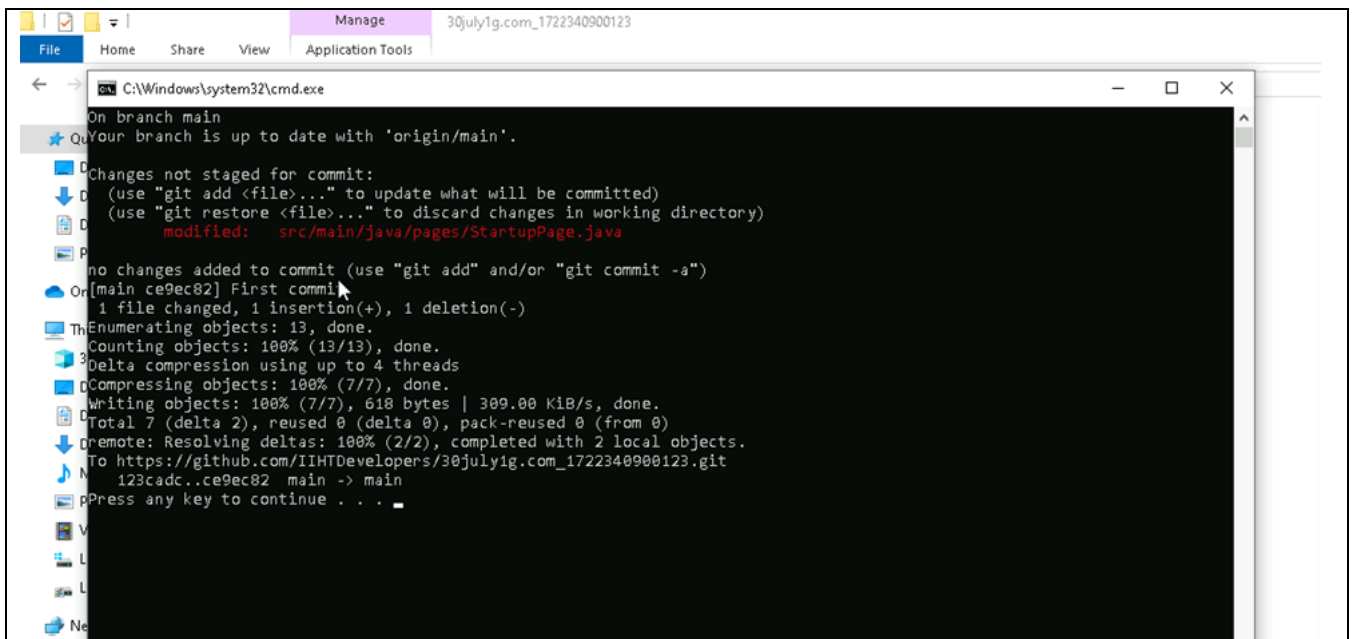 Manage
30july1g.com_1722340900123
File Home Share View Application Tools
C:\Windows\system32\cmd.exe
On branch main
Your branch is up to date with 'origin/main'.
Changes not staged for commit:
(use "git add <file>..." to update what will be committed)
(use "git restore <file>..." to discard changes in working directory)
modified: src/main/java/pages/StartupPage.java
no changes added to commit (use "git add" and/or "git commit -a")
[main ce9ec82] First commit
1 file changed, 1 insertion(+), 1 deletion(-)
Enumerating objects: 13, done.
Counting objects: 100% (13/13), done.
Delta compression using up to 4 threads
Compressing objects: 100% (7/7), done.
Writing objects: 100% (7/7), 618 bytes | 309.00 KiB/s, done.
Total 7 (delta 2), reused 0 (delta 0), pack-reused 0 (from 0)
remote: Resolving deltas: 100% (2/2), completed with 2 local objects.
To https://github.com/IIHTDevelopers/30july1g.com_1722340900123.git
123cadc..ce9ec82 main -> main
Press any key to continue . . .